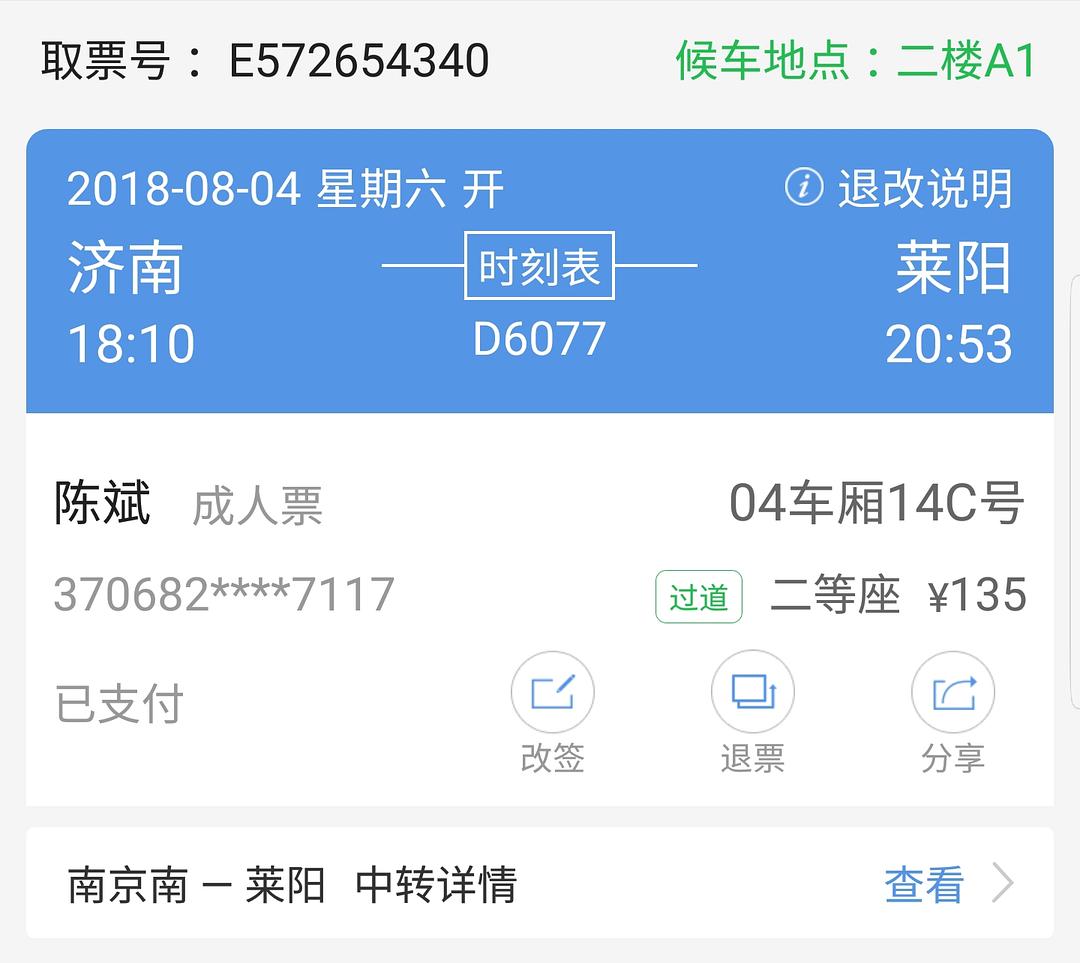 取票号：E572654340 候车地点：二楼A1
2018-08-04 星期六 开 退改说明
济南 时刻表 莱阳
18:10 D6077 20:53
陈斌 成人票 04车厢14C号
370682****7117 过道 二等座 ¥135
已支付 改签 退票 分享
南京南 — 莱阳 中转详情 查看